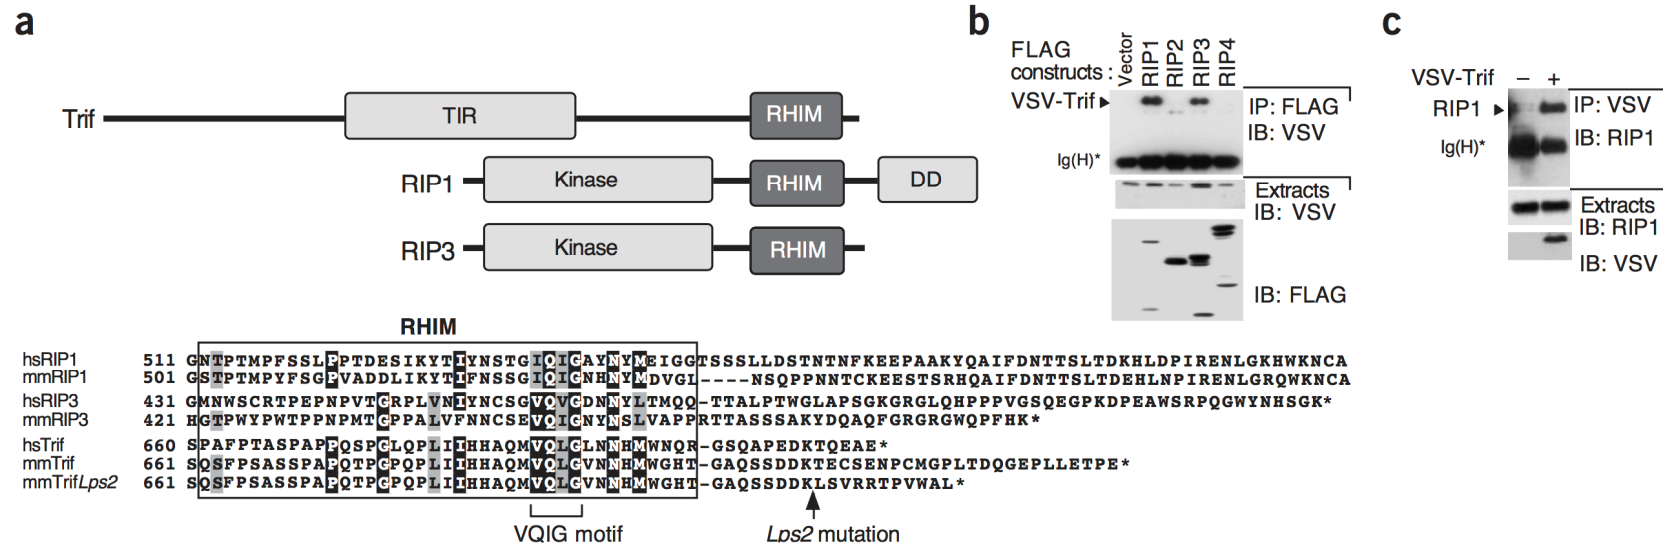 a
Trif TIR RHIM
RIP1 Kinase RHIM DD
RIP3 Kinase RHIM
RHIM
hsRIP1 511 GNTPTMPFSSLPPTDESIKYTIYNSTGIQIGAYNYMEIGGTSSSLLDSTNTNFKEEPAAKYQAIFDNTTSLTDKHLDPIRENLGKHWKNCA
mmRIP1 501 GSTPTMPYFSGPVADDLIKYTIFNSSGIQIGNHNYMDVGL----NSQPPNNTCKEESTSRHQAIFDNTTSLTDEHLNPIRENLGRQWKNCA
hsRIP3 431 GMNWSCRTPEPNPVTGRPLVNIYNCSGVQVGDNNYLTMQQ-TTALPTWGLAPSGKGRGLQHPPPVGSQEGPKDPEAWSRPQGWYNHSGK*
mmRIP3 421 HGTPWYPWTPPNPMTGPPALVFNNCSEVQIGNYNSLVAPPRTTASSSAKYDQAQFGRGRGWQPFHK*
hsTrif 660 SPAFPTASPAPPQSPGLQPLIIHHAQMVQLGLNNHMWNQR-GSQAPEDKTQEAE*
mmTrif 661 SQSFPSASSPAPQTPGPQPLIIHHAQMVQLGVNNHMWGHT-GAQSSDDKTECSENPCMGPLTDQGEPLLETPE*
mmTrifLps2 661 SQSFPSASSPAPQTPGPQPLIIHHAQMVQLGVNNHMWGHT-GAQSSDDKLSVRRTPVWAL*
VQIG motif
Lps2 mutation
b
FLAG
constructs :
Vector
RIP1
RIP2
RIP3
RIP4
VSV-Trif
IP: FLAG
IB: VSV
Ig(H)*
Extracts
IB: VSV
IB: FLAG
c
VSV-Trif − +
RIP1
IP: VSV
IB: RIP1
Ig(H)*
Extracts
IB: RIP1
IB: VSV